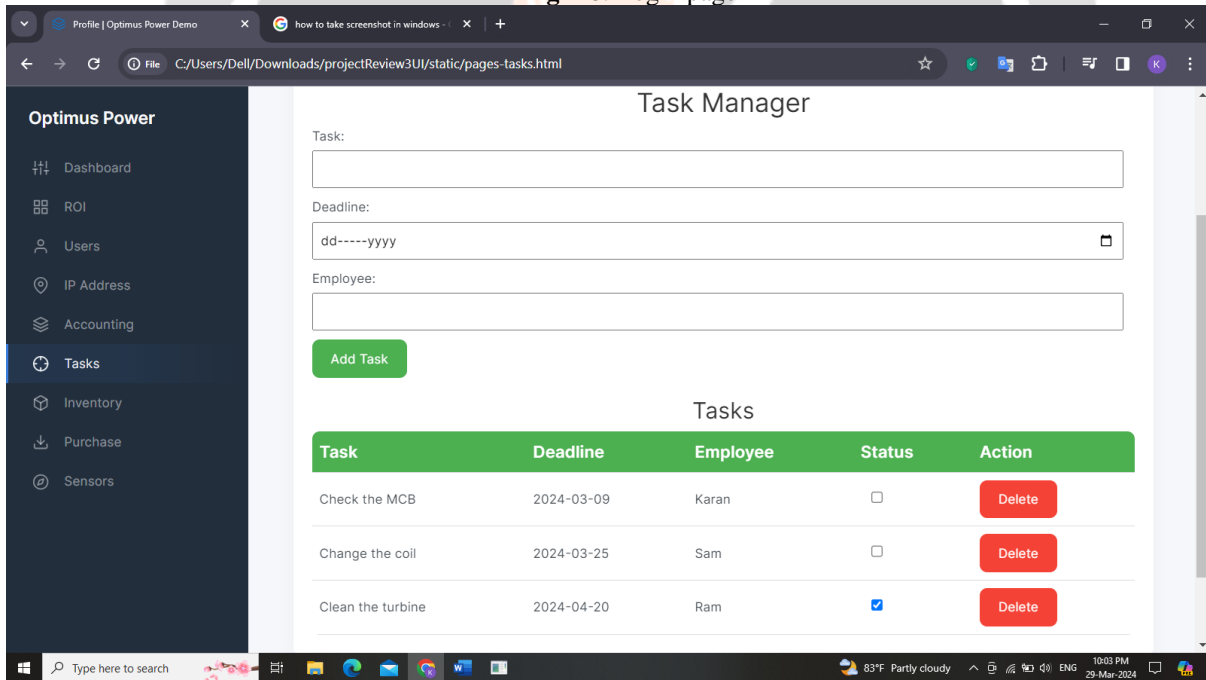 Profile | Optimus Power Demo
how to take screenshot in windows -
File C:/Users/Dell/Downloads/projectReview3UI/static/pages-tasks.html
K
Optimus Power
Dashboard
ROI
Users
IP Address
Accounting
Tasks
Inventory
Purchase
Sensors
Task Manager
Task:
Deadline:
dd-----yyyy
Employee:
Add Task
Tasks
Task Deadline Employee Status Action
Check the MCB 2024-03-09 Karan Delete
Change the coil 2024-03-25 Sam Delete
Clean the turbine 2024-04-20 Ram Delete
Type here to search
83°F Partly cloudy ENG 10:03 PM
29-Mar-2024